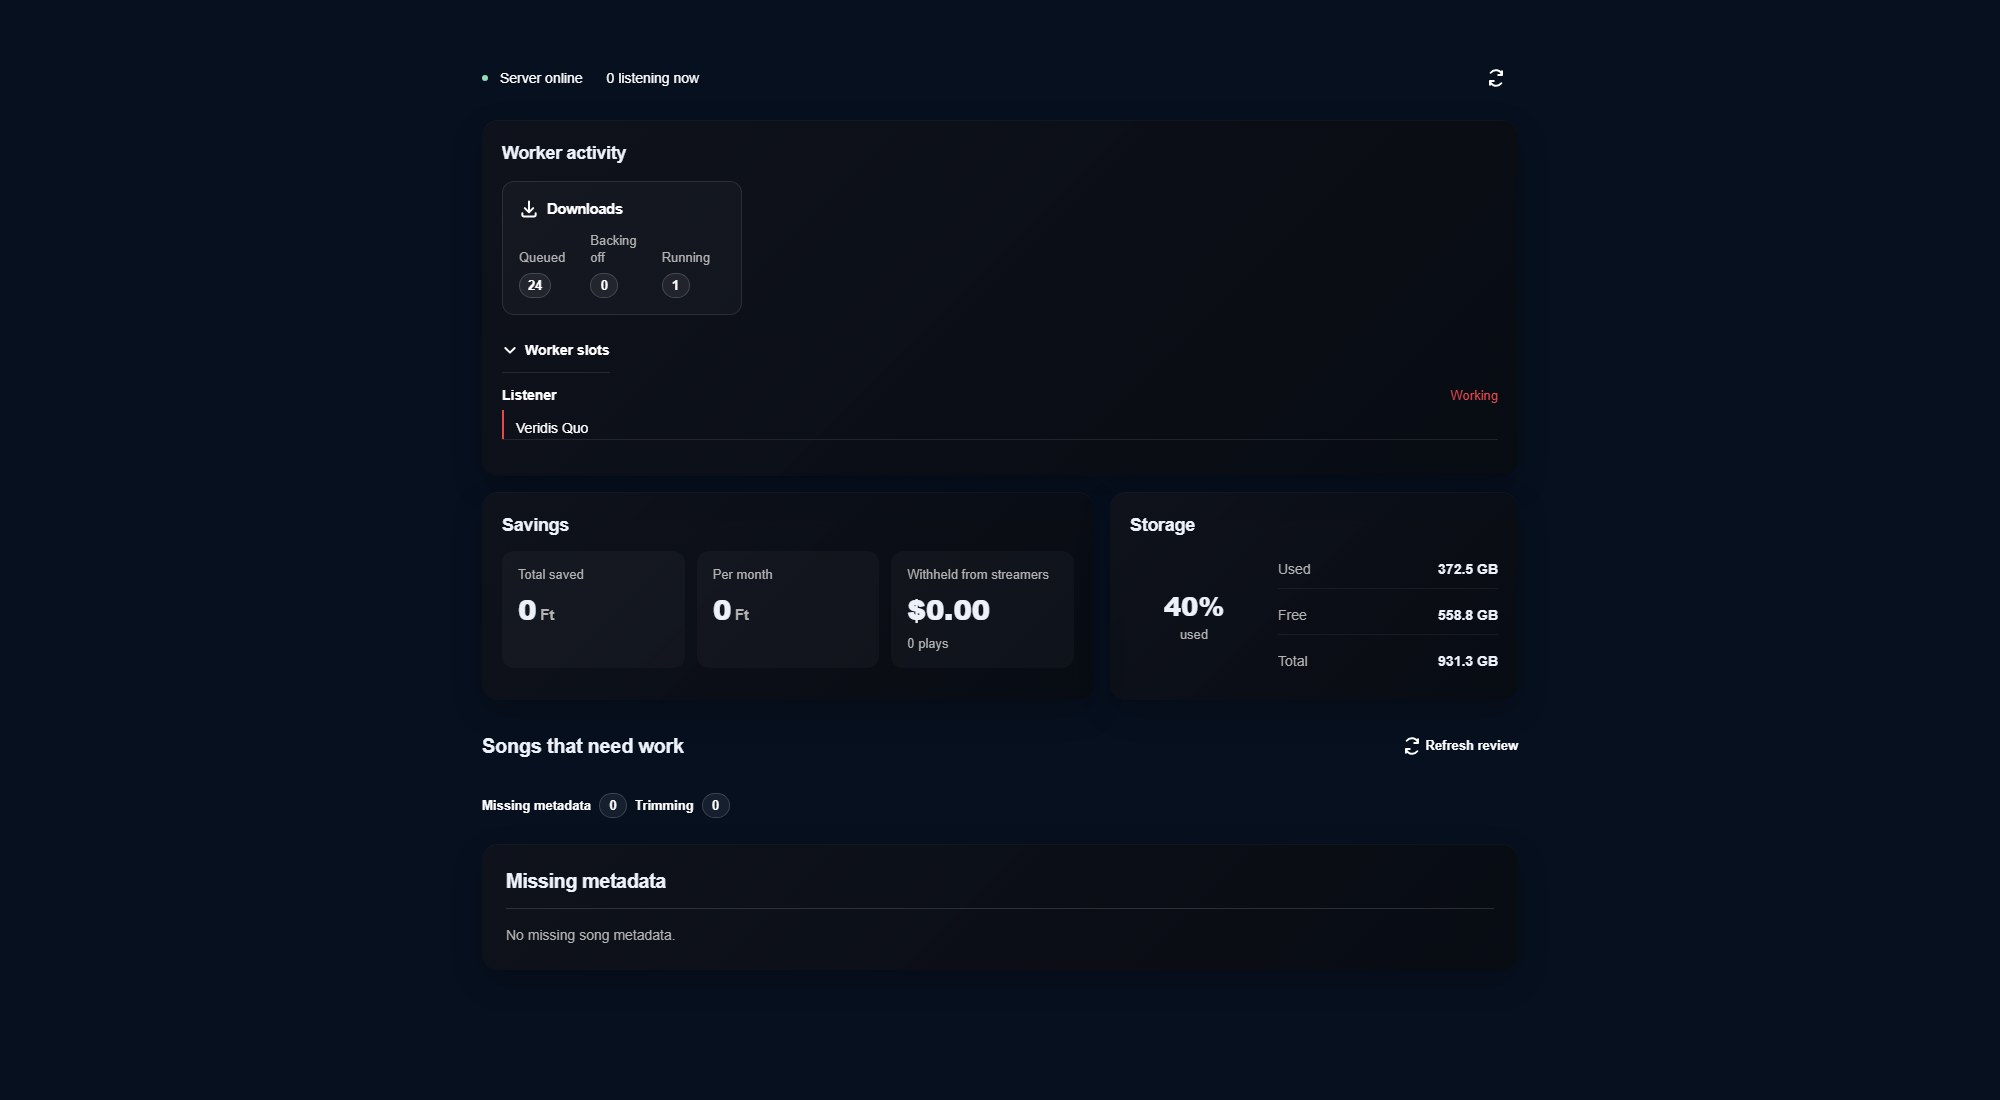 Server online 0 listening now
Worker activity
Downloads
Queued Backing off Running
24 0 1
Worker slots
Listener Working
Veridis Quo
Savings
Total saved Per month Withheld from streamers
0 Ft 0 Ft $0.00
0 plays
Storage
40%
used
Used 372.5 GB
Free 558.8 GB
Total 931.3 GB
Songs that need work Refresh review
Missing metadata 0 Trimming 0
Missing metadata
No missing song metadata.